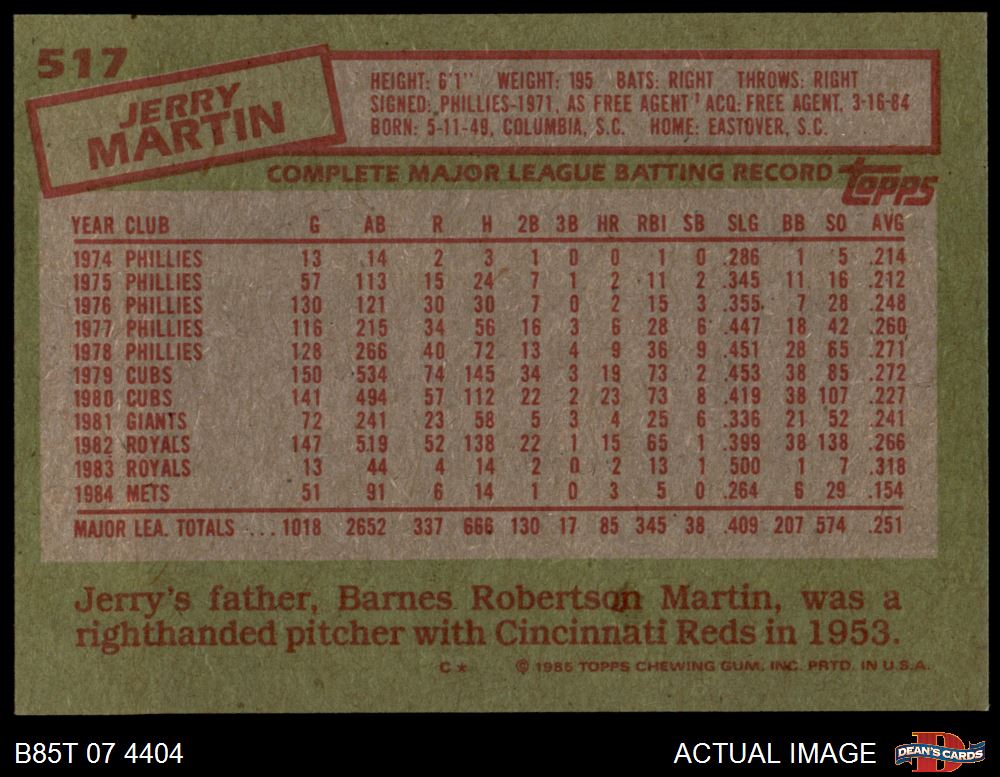 517
JERRY
MARTIN
HEIGHT: 6'1" WEIGHT: 195 BATS: RIGHT THROWS: RIGHT
SIGNED: PHILLIES-1971, AS FREE AGENT ACQ: FREE AGENT, 3-16-84
BORN: 5-11-49, COLUMBIA, S.C. HOME: EASTOVER, S.C.
COMPLETE MAJOR LEAGUE BATTING RECORD topps
YEAR CLUB G AB R H 2B 3B HR RBI SB SLG BB SO AVG
1974 PHILLIES 13 14 2 3 1 0 0 1 0 .286 1 5 .214
1975 PHILLIES 57 113 15 24 7 1 2 11 2 .345 11 16 .212
1976 PHILLIES 130 121 30 30 7 0 2 15 3 .355 7 28 .248
1977 PHILLIES 116 215 34 56 16 3 6 28 6 .447 18 42 .260
1978 PHILLIES 128 266 40 72 13 4 9 36 9 .451 28 65 .271
1979 CUBS 150 534 74 145 34 3 19 73 2 .453 38 85 .272
1980 CUBS 141 494 57 112 22 2 23 73 8 .419 38 107 .227
1981 GIANTS 72 241 23 58 5 3 4 25 6 .336 21 52 .241
1982 ROYALS 147 519 52 138 22 1 15 65 1 .399 38 138 .266
1983 ROYALS 13 44 4 14 2 0 2 13 1 .500 1 7 .318
1984 METS 51 91 6 14 1 0 3 5 0 .264 6 29 .154
MAJOR LEA. TOTALS ... 1018 2652 337 666 130 17 85 345 38 .409 207 574 .251
Jerry's father, Barnes Robertson Martin, was a
righthanded pitcher with Cincinnati Reds in 1953.
C * © 1985 TOPPS CHEWING GUM, INC. PRTD. IN U.S.A.
B85T 07 4404 ACTUAL IMAGE D DEAN'S CARDS